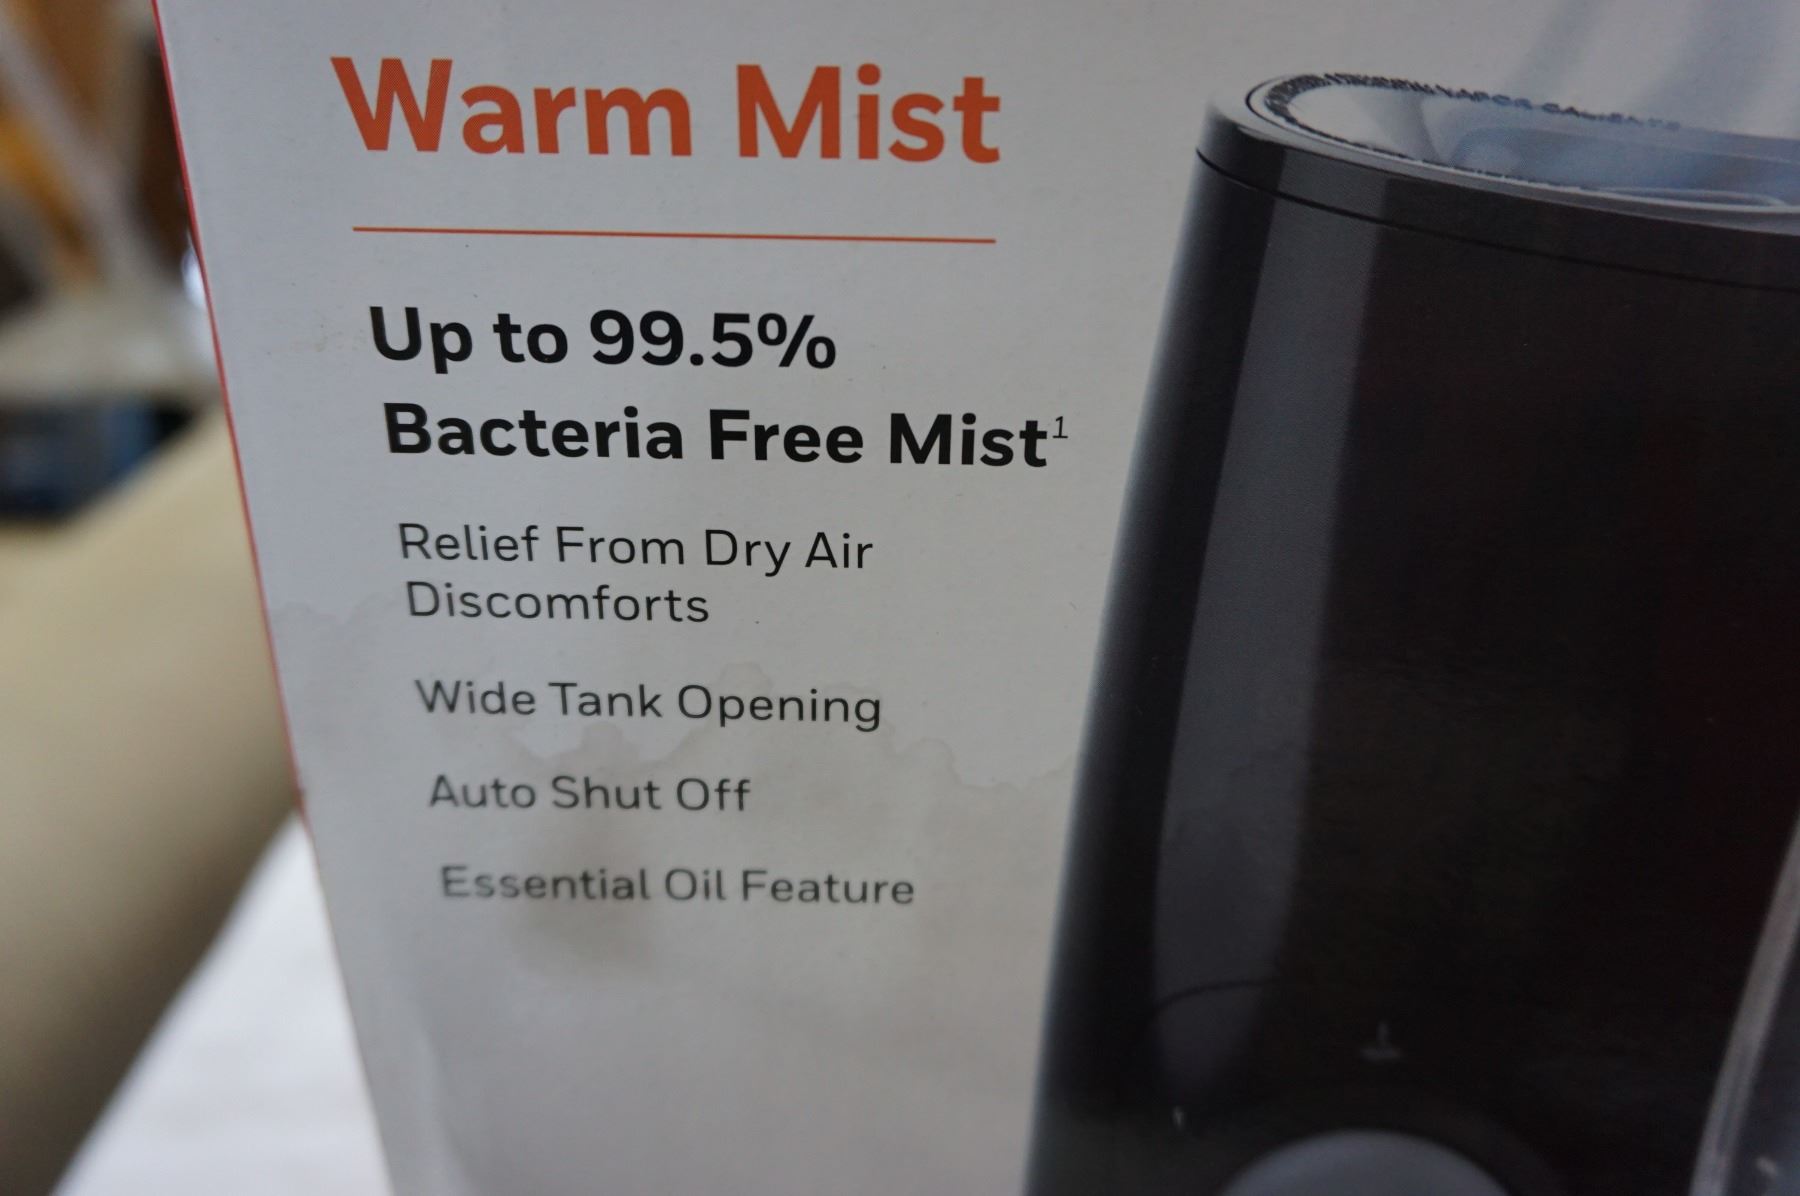 Warm Mist
Up to 99.5%
Bacteria Free Mist¹
Relief From Dry Air
Discomforts
Wide Tank Opening
Auto Shut Off
Essential Oil Feature